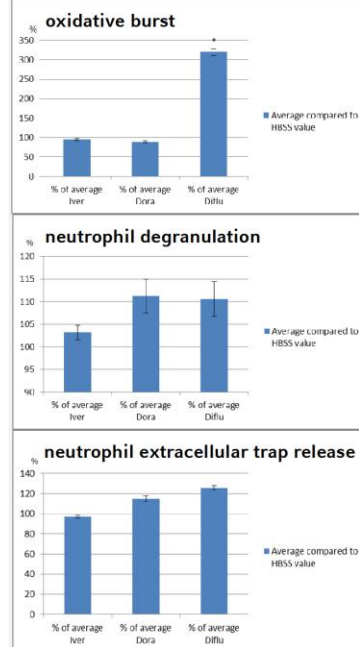 oxidative burst
%
350
300
250
200
150
100
50
0
*
% of average Iver
% of average Dora
% of average Diflu
Average compared to HBSS value
neutrophil degranulation
%
120
115
110
105
100
95
90
% of average Iver
% of average Dora
% of average Diflu
Average compared to HBSS value
neutrophil extracellular trap release
%
140
120
100
80
60
40
20
0
% of average Iver
% of average Dora
% of average Diflu
Average compared to HBSS value